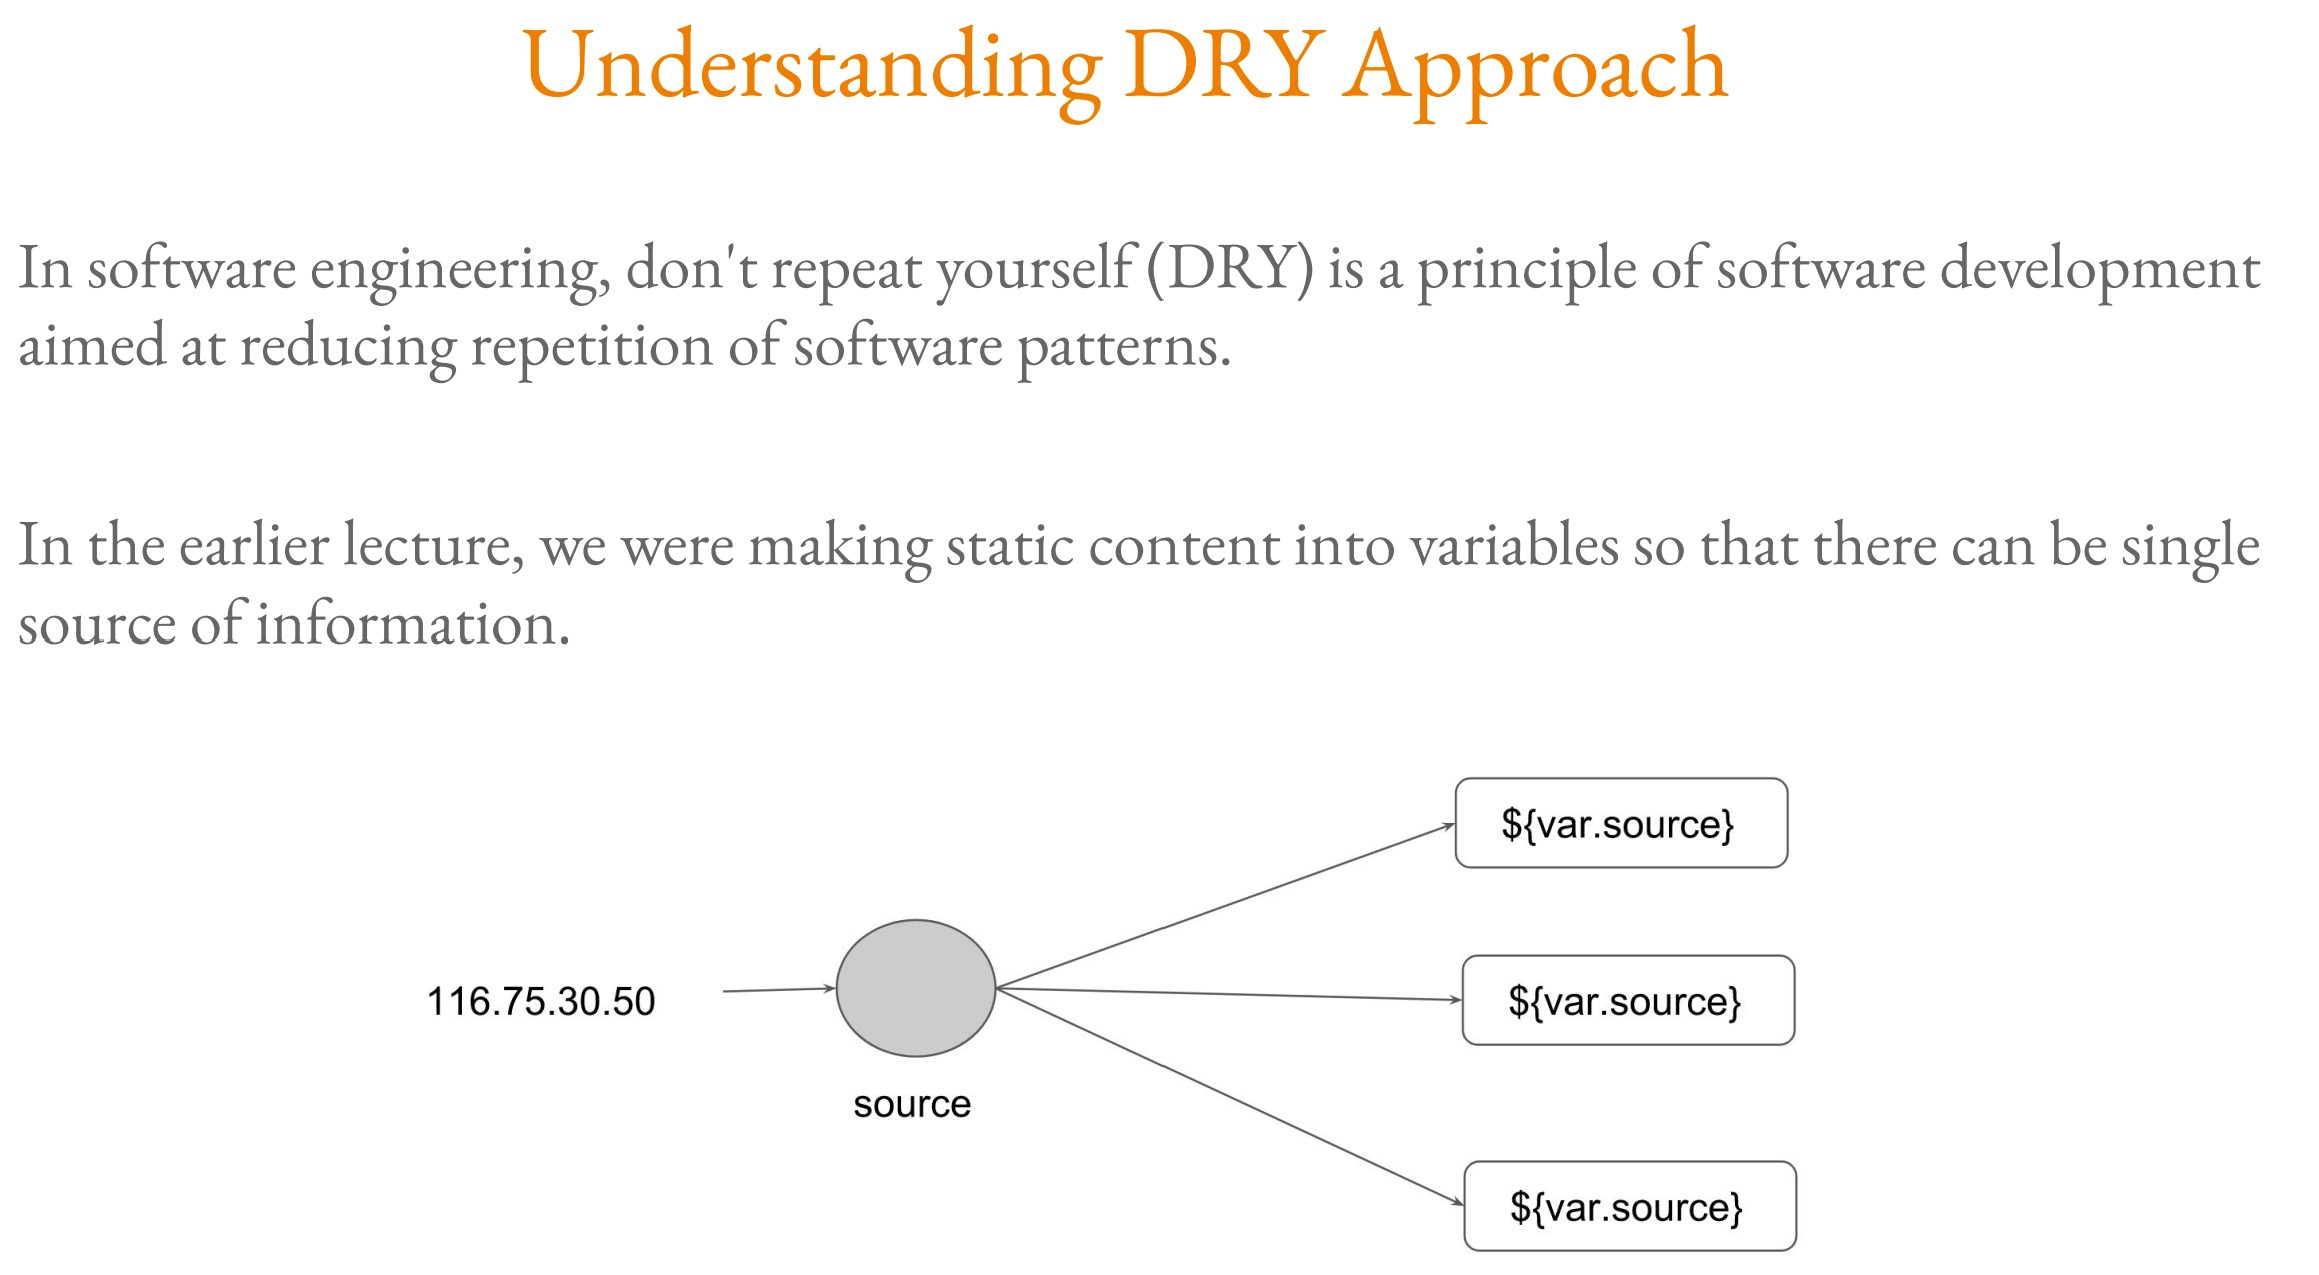 Understanding DRY Approach
In software engineering, don't repeat yourself (DRY) is a principle of software development
aimed at reducing repetition of software patterns.
In the earlier lecture, we were making static content into variables so that there can be single
source of information.
${var.source}
116.75.30.50
${var.source}
source
${var.source}